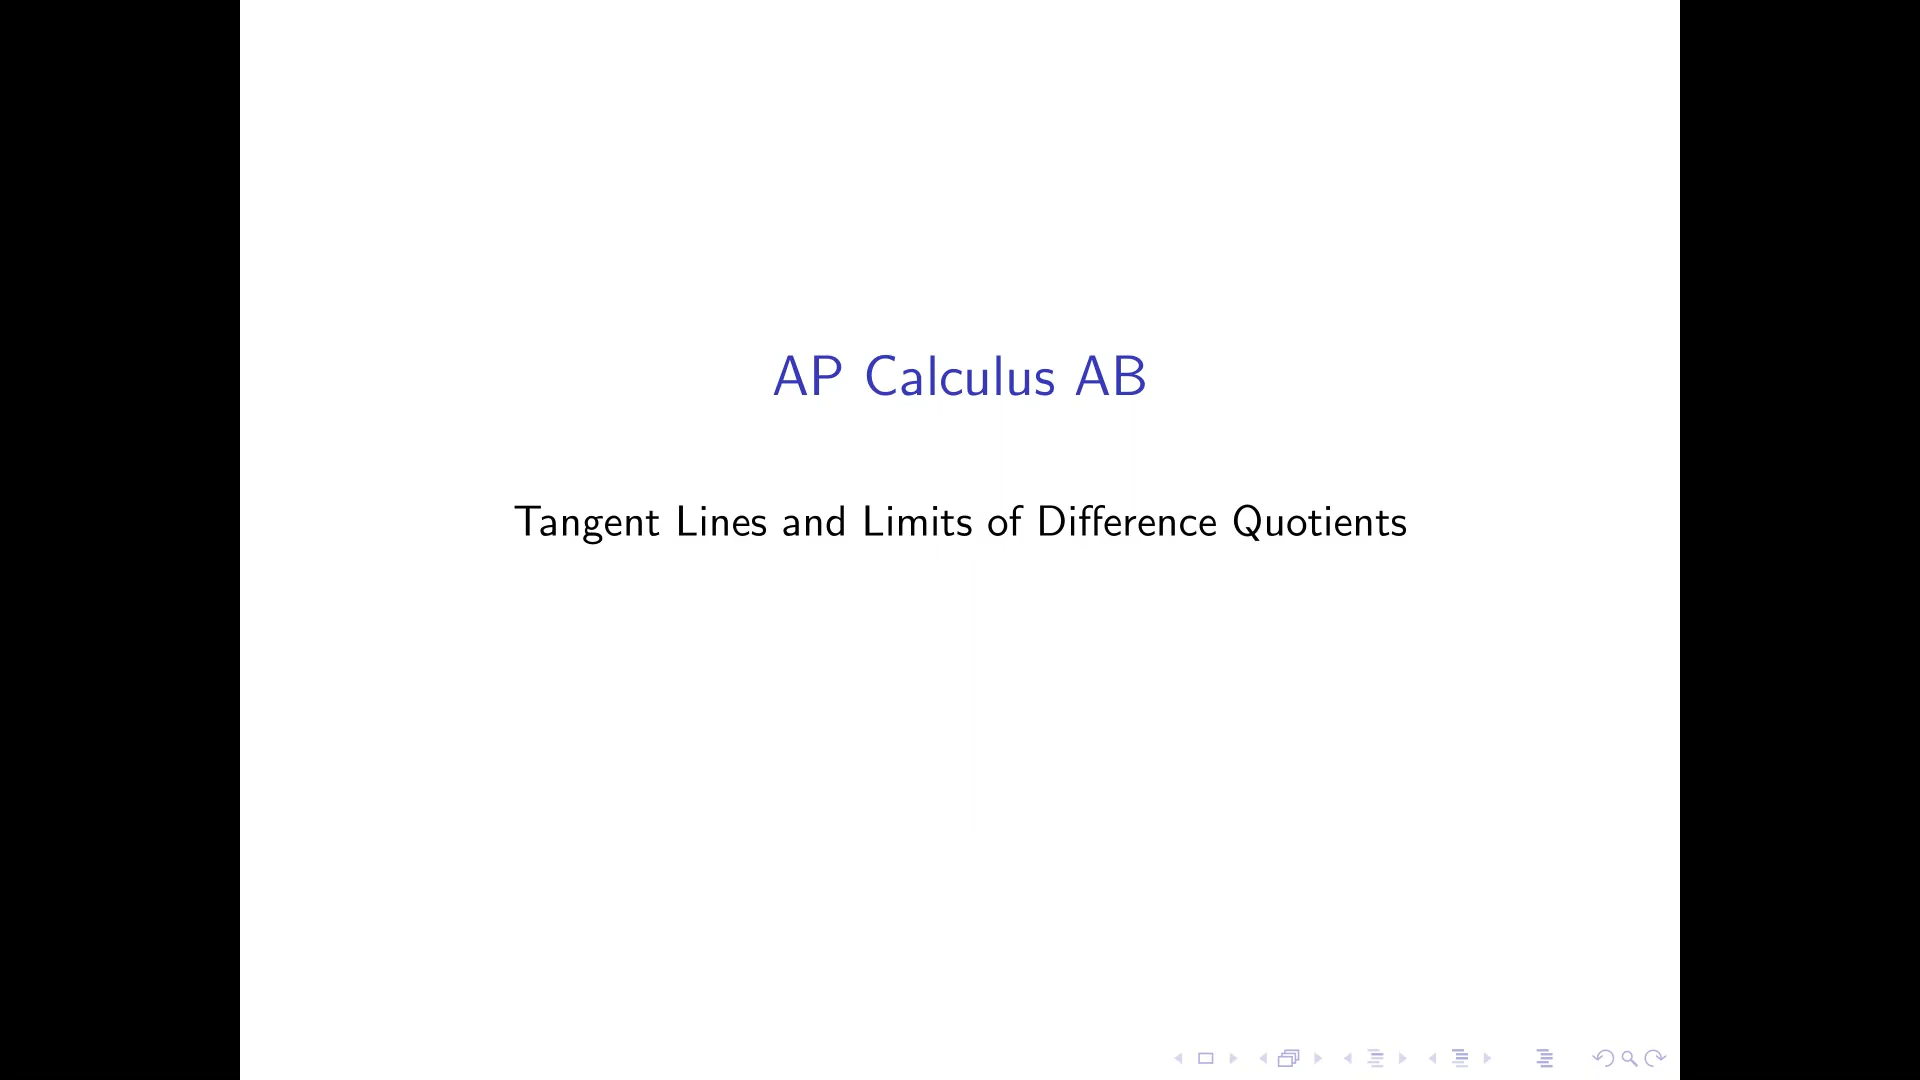 AP Calculus AB
Tangent Lines and Limits of Difference Quotients